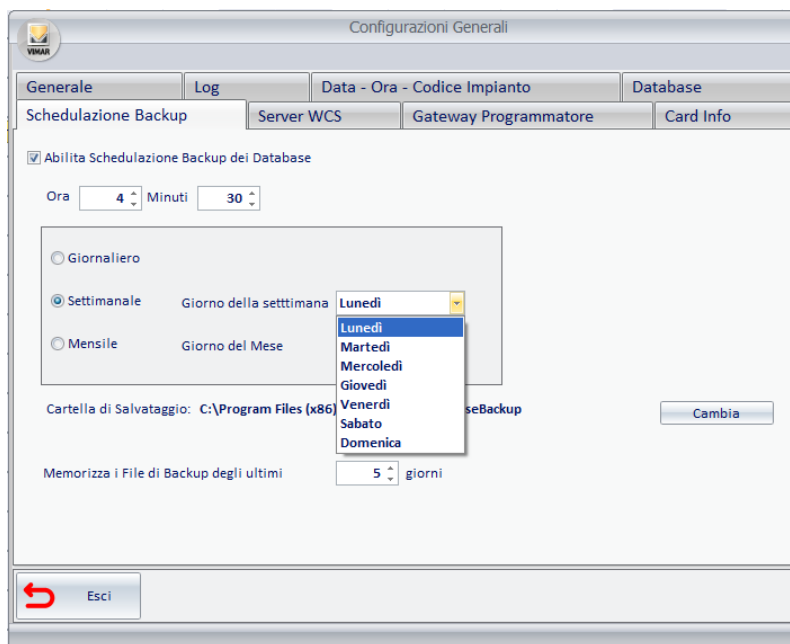 Configurazioni Generali
VIMAR
Generale Log Data - Ora - Codice Impianto Database
Schedulazione Backup Server WCS Gateway Programmatore Card Info
Abilita Schedulazione Backup dei Database
Ora 4 Minuti 30
Giornaliero
Settimanale Giorno della setttimana Lunedì
Lunedì
Mensile Giorno del Mese
Martedì
Mercoledì
Giovedì
Venerdì
Cartella di Salvataggio: C:\Program Files (x86) seBackup Cambia
Sabato
Domenica
Memorizza i File di Backup degli ultimi 5 giorni
Esci